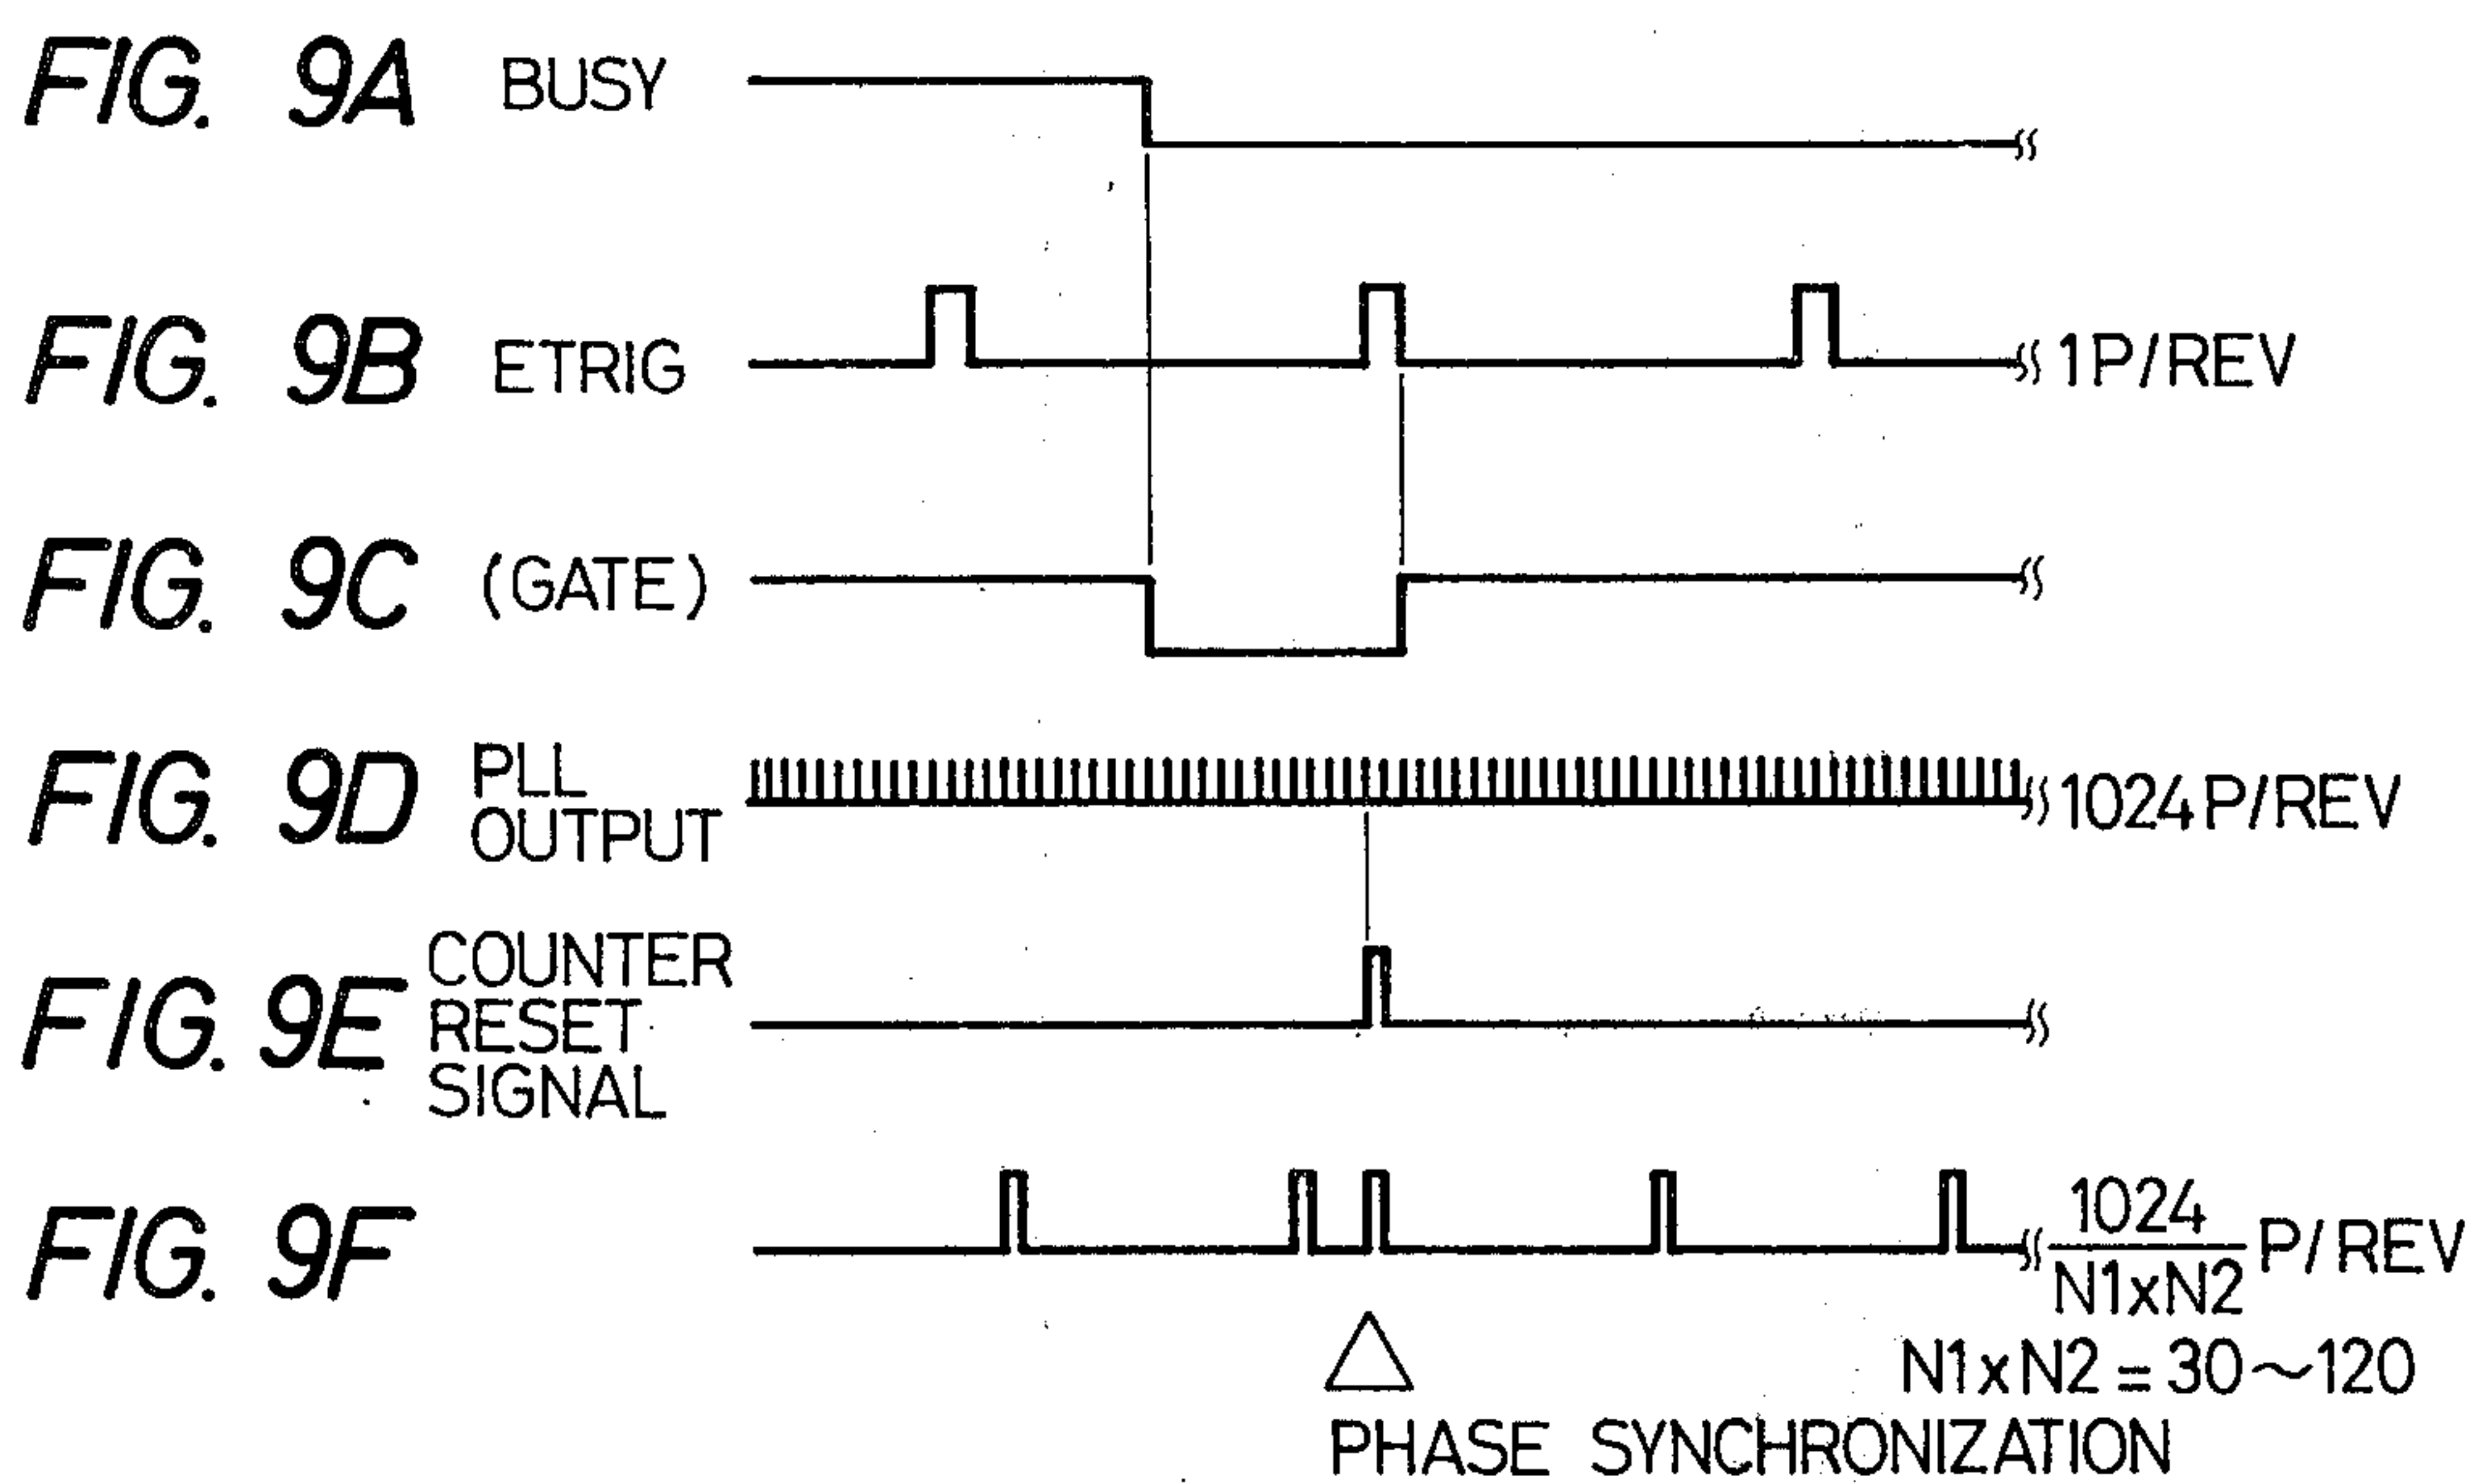 FIG. 9A BUSY
FIG. 9B ETRIG 1P/REV
FIG. 9C (GATE)
FIG. 9D PLL OUTPUT 1024P/REV
FIG. 9E COUNTER RESET SIGNAL
FIG. 9F 1024/N1xN2 P/REV
N1xN2=30~120
PHASE SYNCHRONIZATION